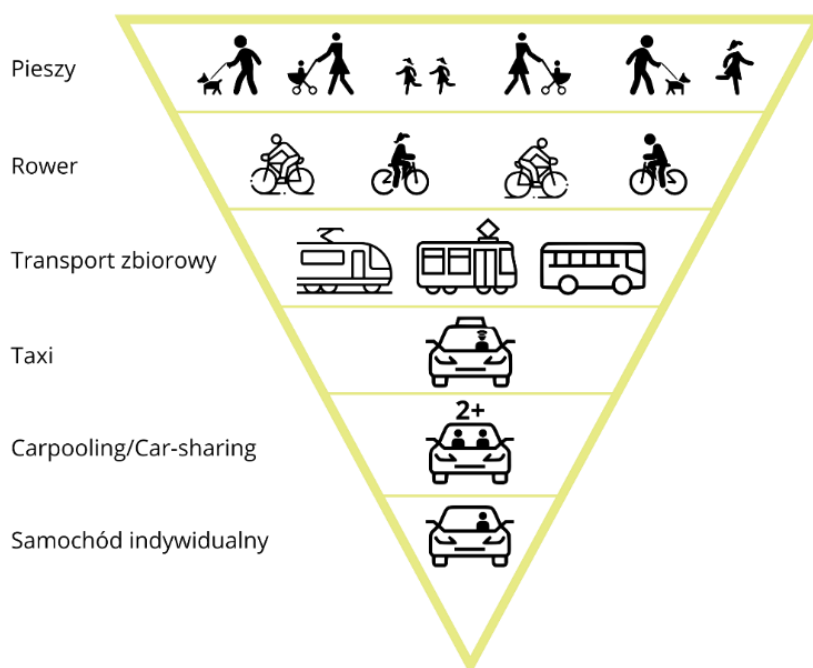 Pieszy
Rower
Transport zbiorowy
Taxi
2+
Carpooling/Car-sharing
Samochód indywidualny